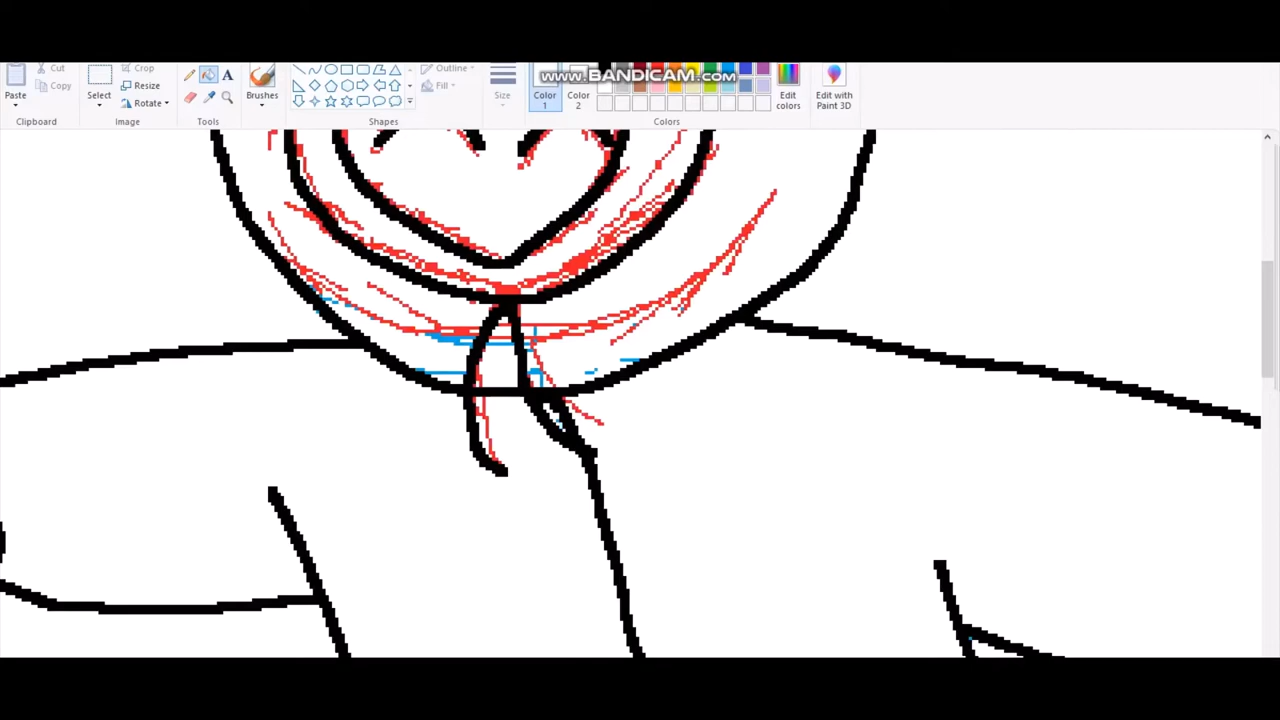 www.BANDICAM.com
Cut
Crop
Outline
Copy
Resize
Fill
Paste
Select
Rotate
Brushes
Size
Color
1
Color
2
Edit
colors
Edit with
Paint 3D
Clipboard
Image
Tools
Shapes
Colors
A